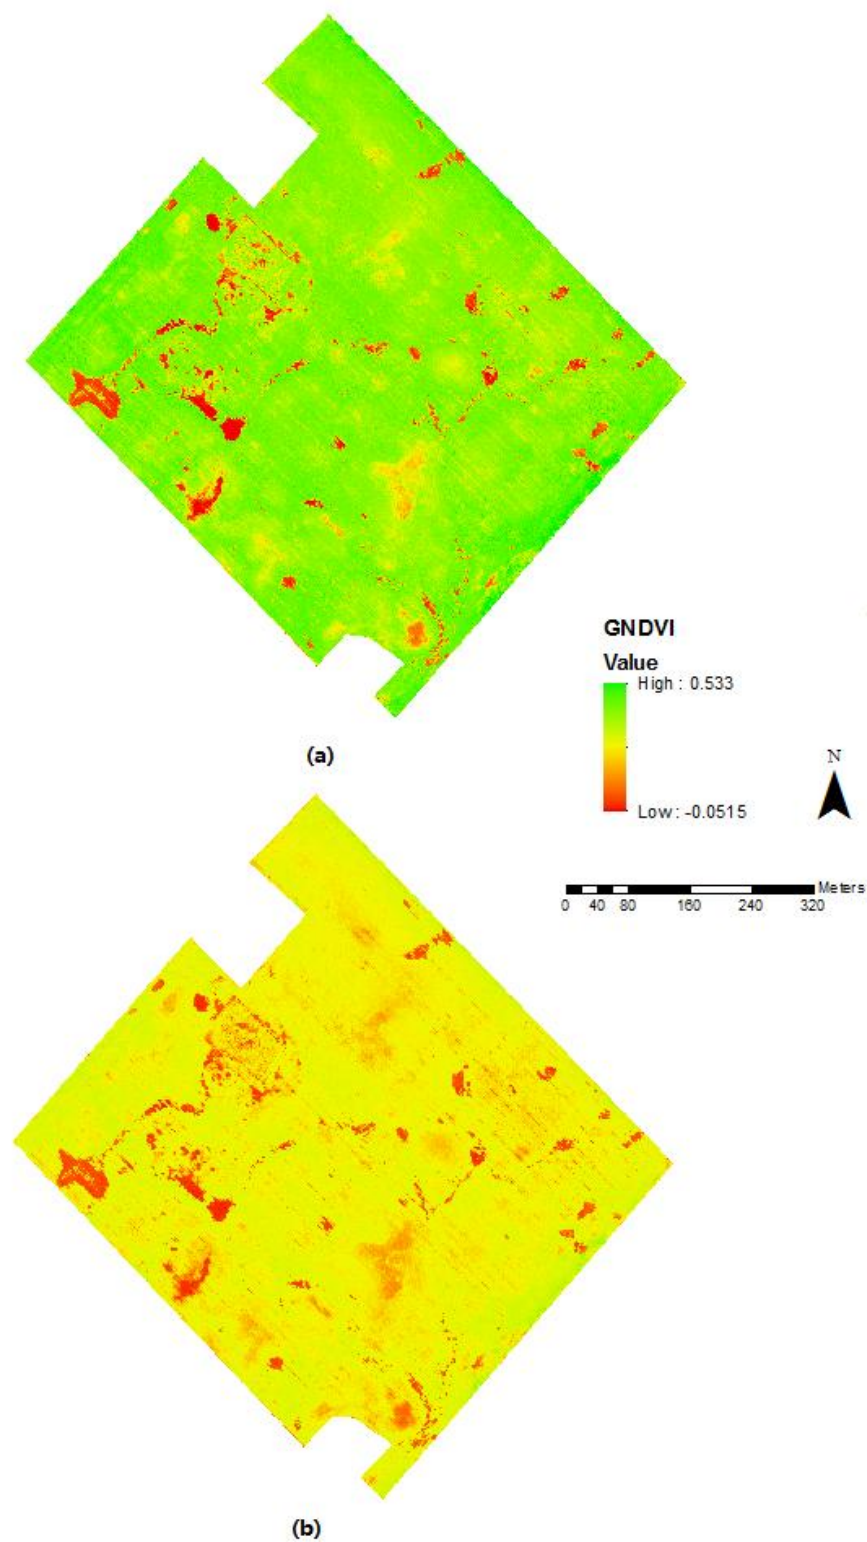 GNDVI
Value
High : 0.533
Low : -0.0515
(a)
N
Meters
0 40 80 160 240 320
(b)